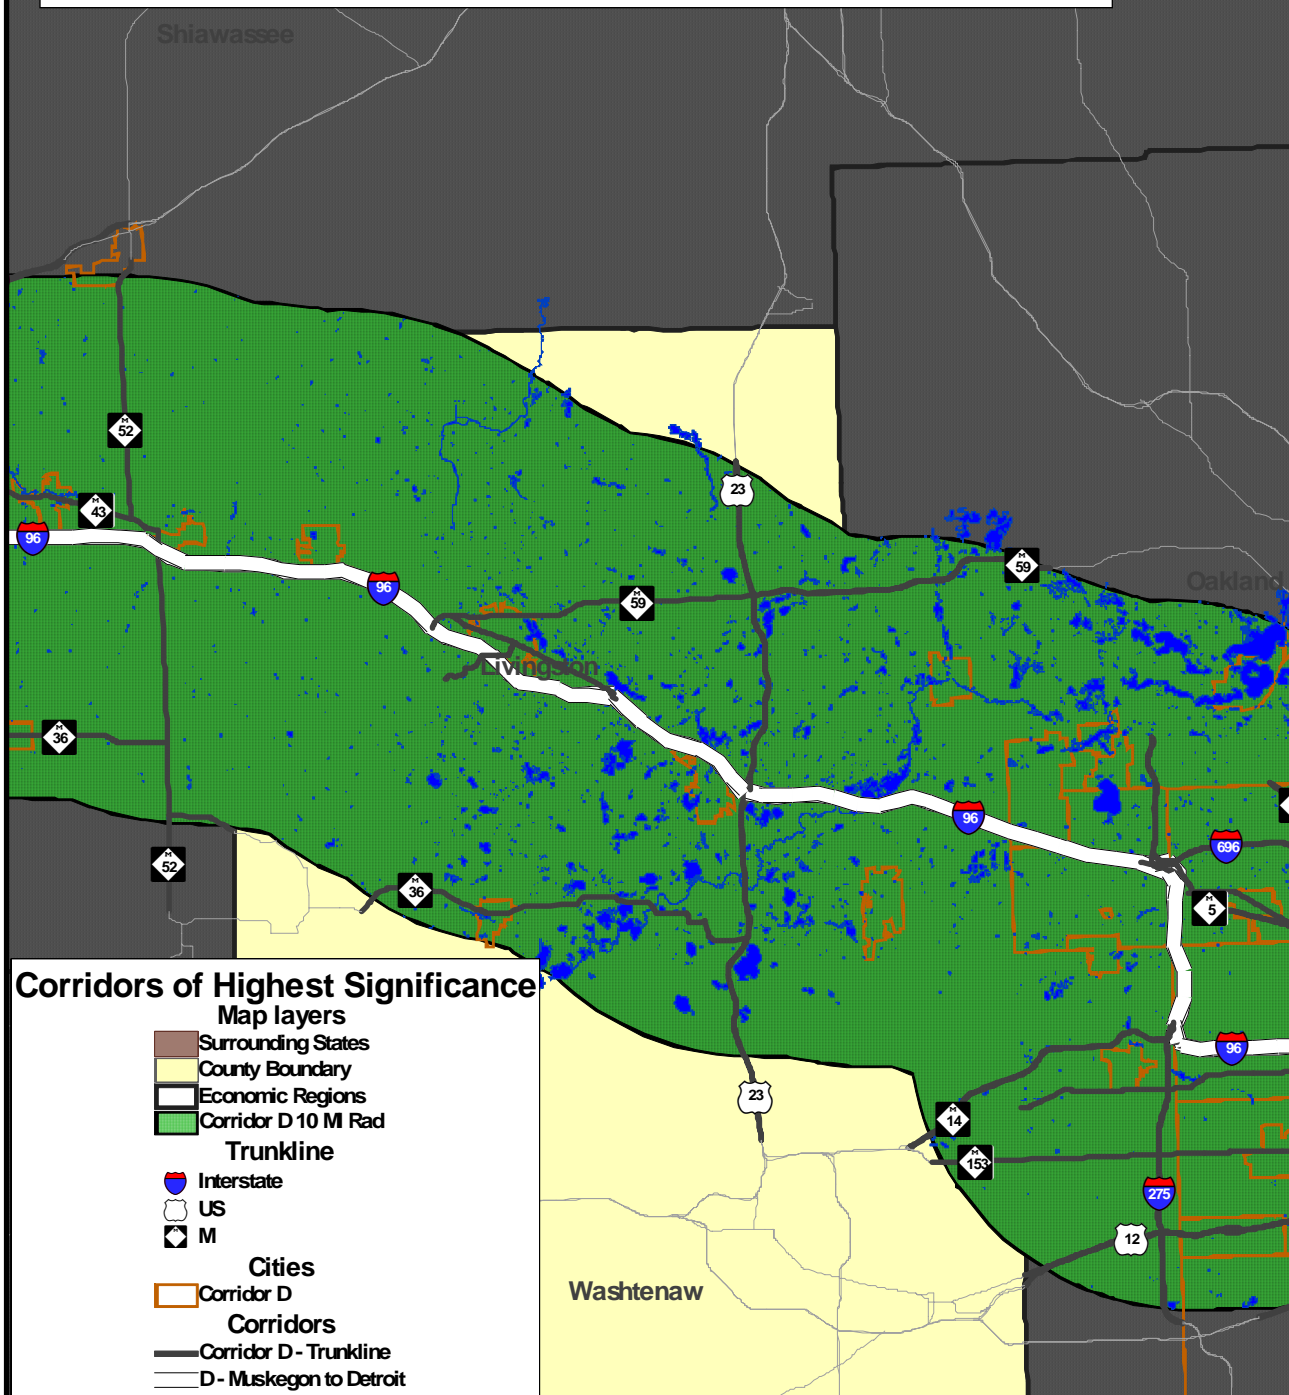 Shiawassee
M
52
M
43
96
96
23
M
59
M
59
Oakland
Livingston
M
36
96
696
M
52
M
36
M
5
96
23
M
14
M
153
275
12
Washtenaw
Corridors of Highest Significance
Map layers
Surrounding States
County Boundary
Economic Regions
Corridor D 10 MI Rad
Trunkline
Interstate
US
M
Cities
Corridor D
Corridors
Corridor D - Trunkline
D - Muskegon to Detroit